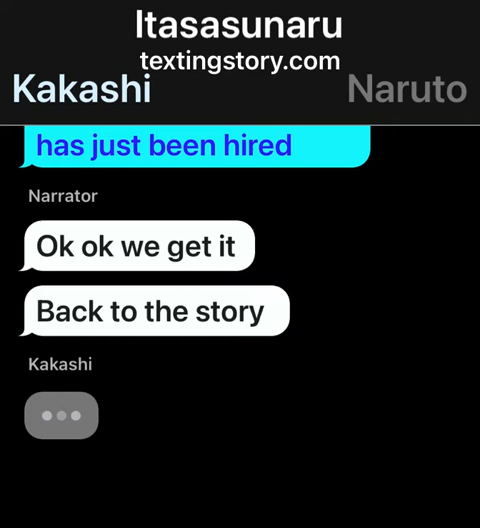 Itasasunaru
textingstory.com
Kakashi
Naruto
has just been hired
Narrator
Ok ok we get it
Back to the story
Kakashi